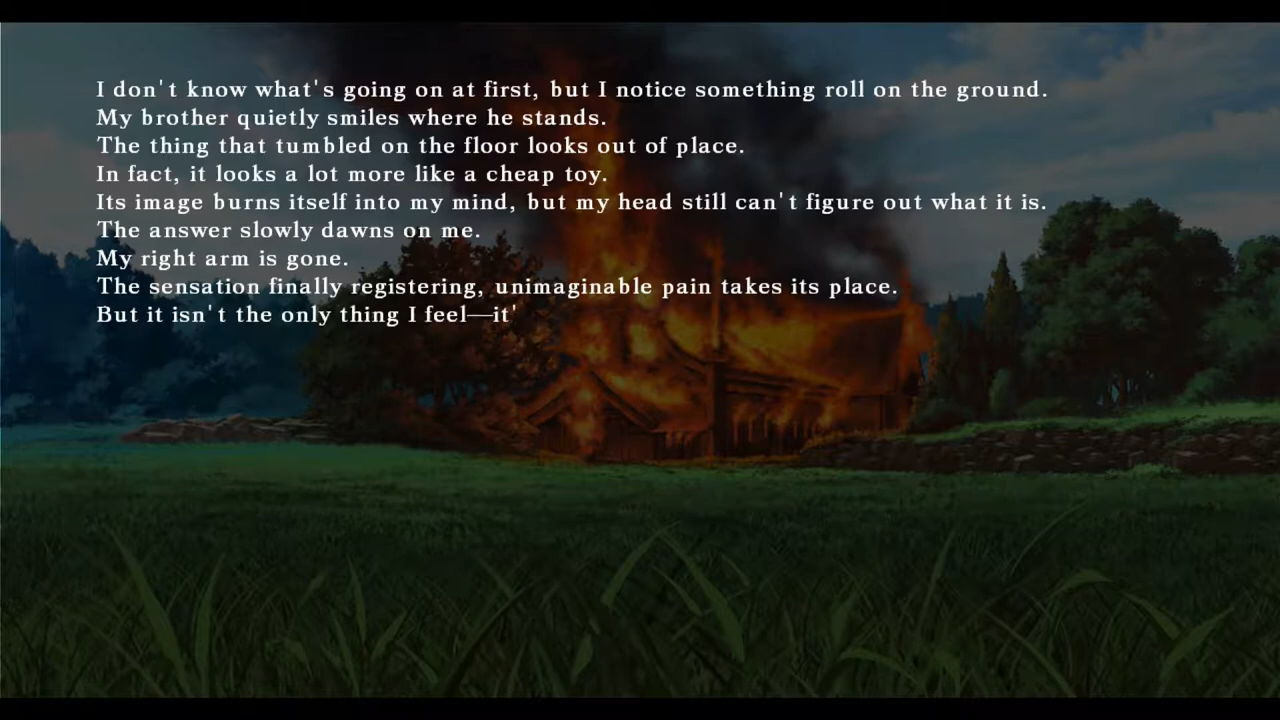 I don't know what's going on at first, but I notice something roll on the ground.
My brother quietly smiles where he stands.
The thing that tumbled on the floor looks out of place.
In fact, it looks a lot more like a cheap toy.
Its image burns itself into my mind, but my head still can't figure out what it is.
The answer slowly dawns on me.
My right arm is gone.
The sensation finally registering, unimaginable pain takes its place.
But it isn't the only thing I feel—it'